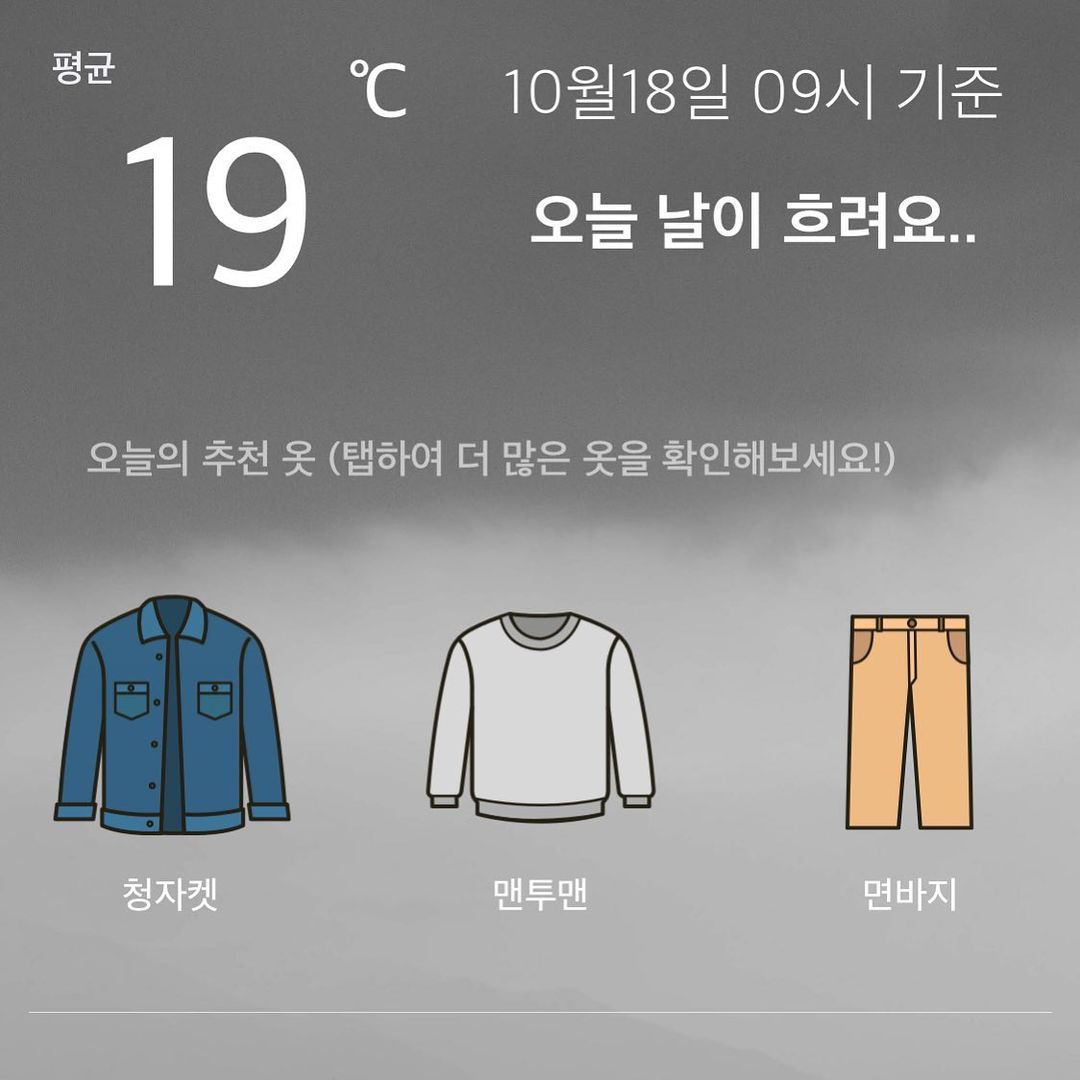 평균
19 ℃
10월18일 09시 기준
오늘 날이 흐려요..
오늘의 추천 옷 (탭하여 더 많은 옷을 확인해보세요!)
청자켓
맨투맨
면바지